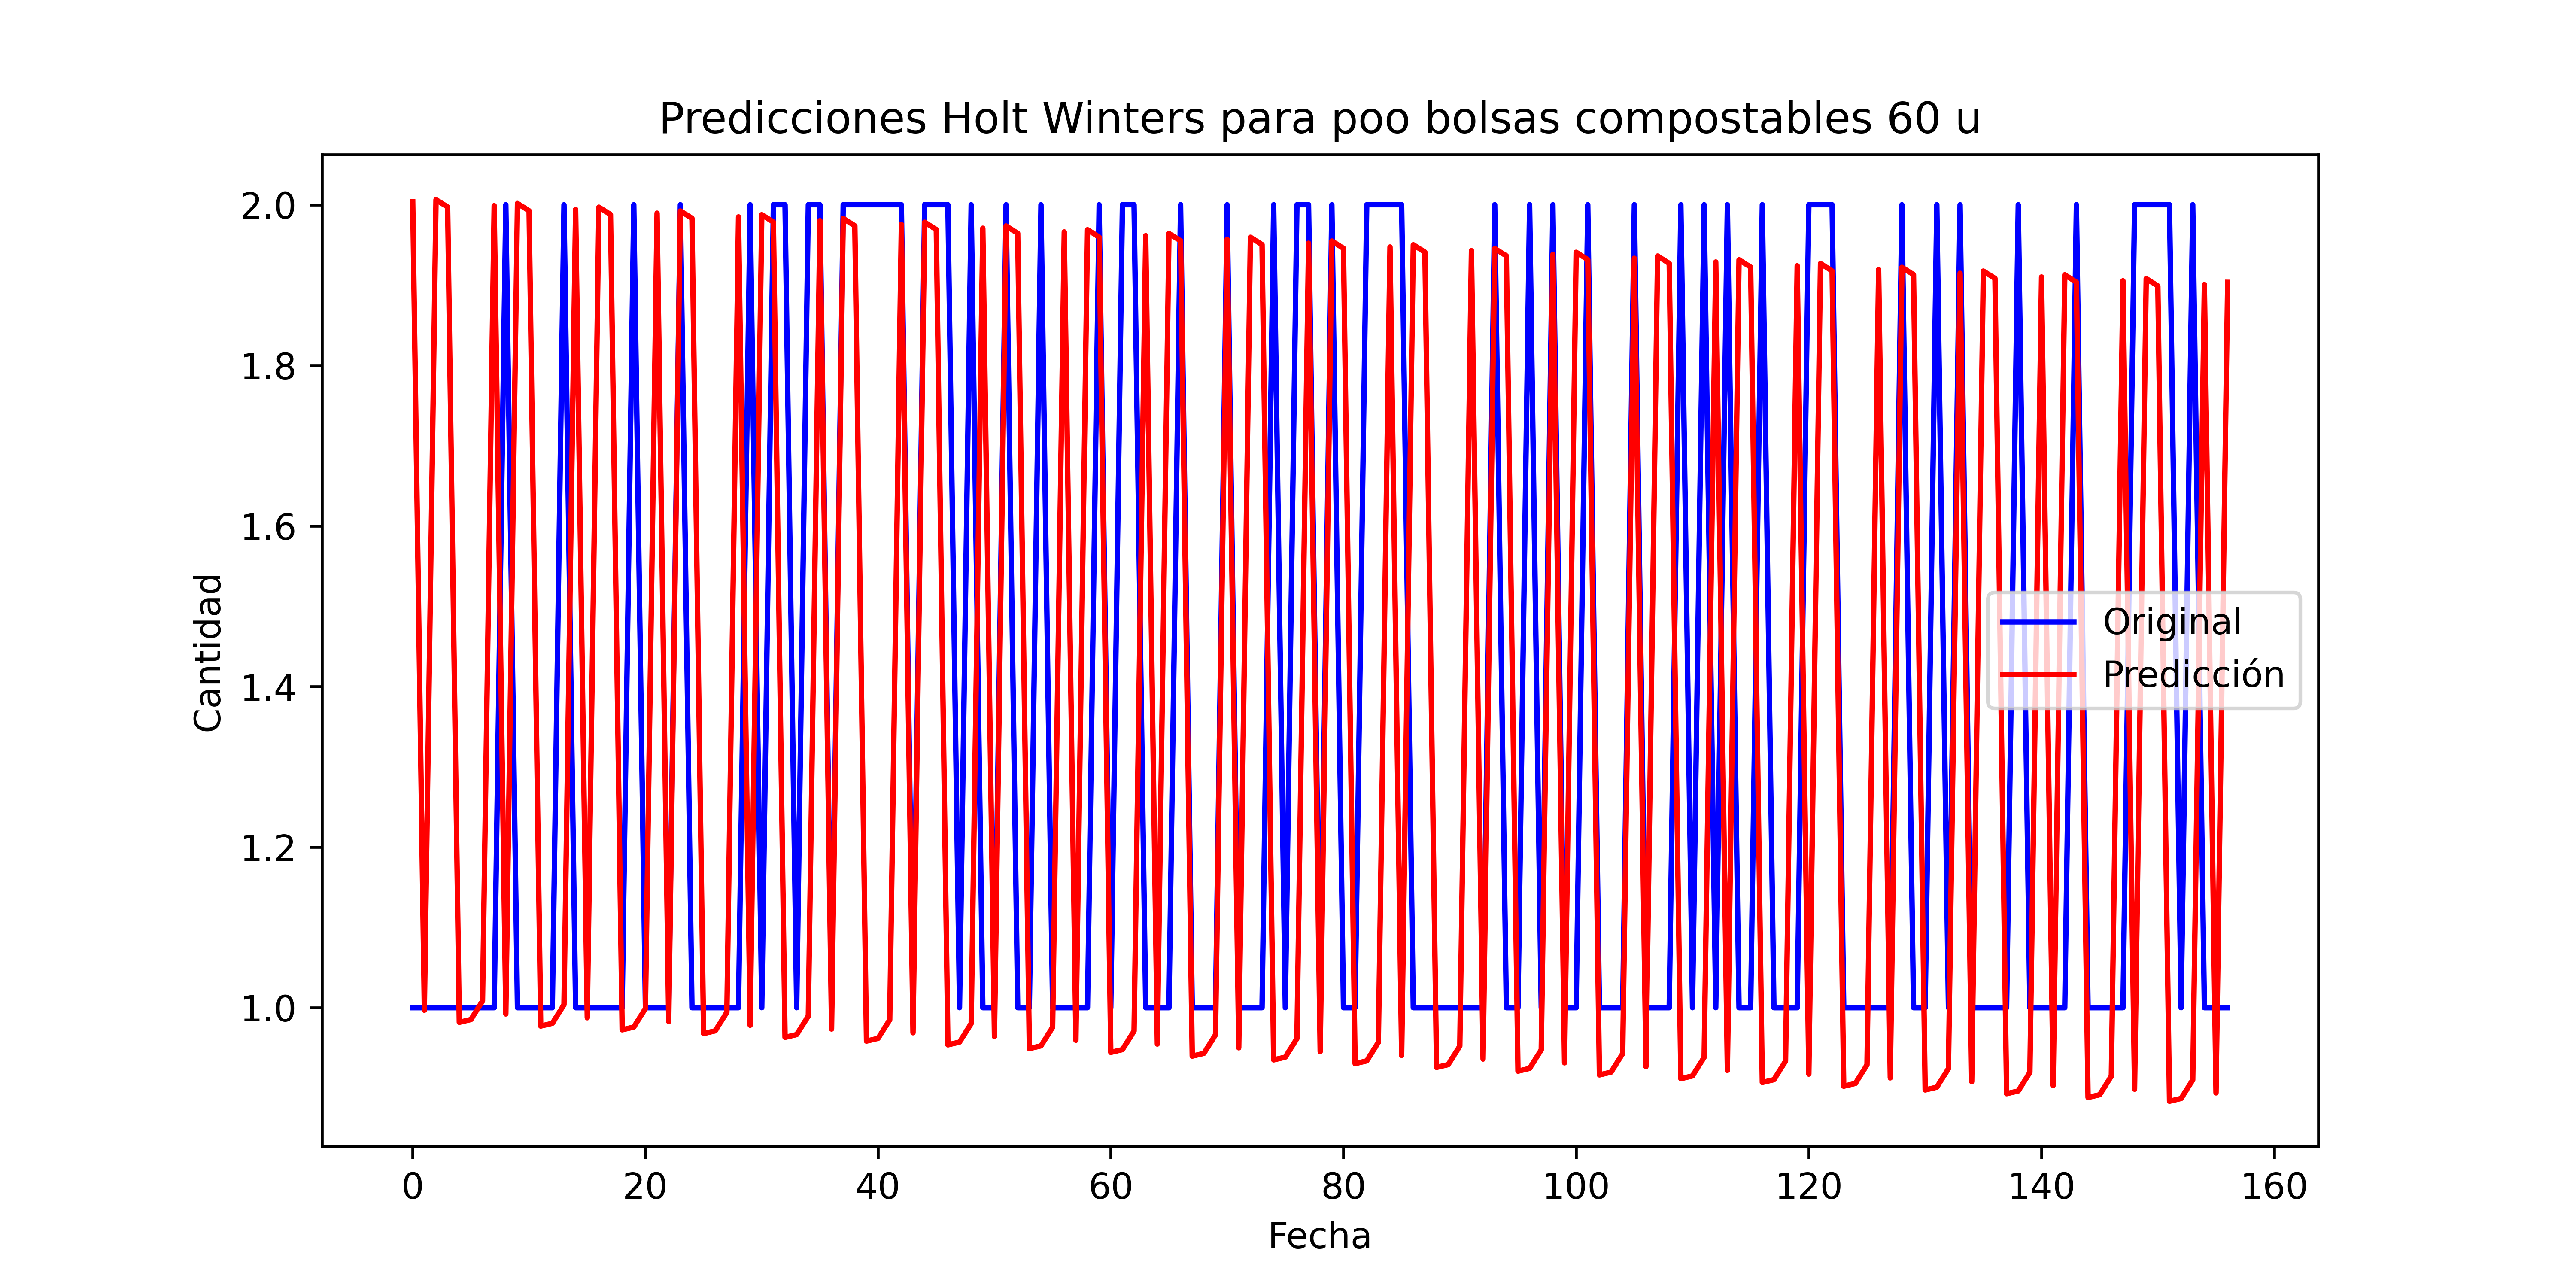 Predicciones Holt Winters para poo bolsas compostables 60 u
Cantidad
2.0
1.8
1.6
1.4
1.2
1.0
Original
Predicción
0 20 40 60 80 100 120 140 160
Fecha